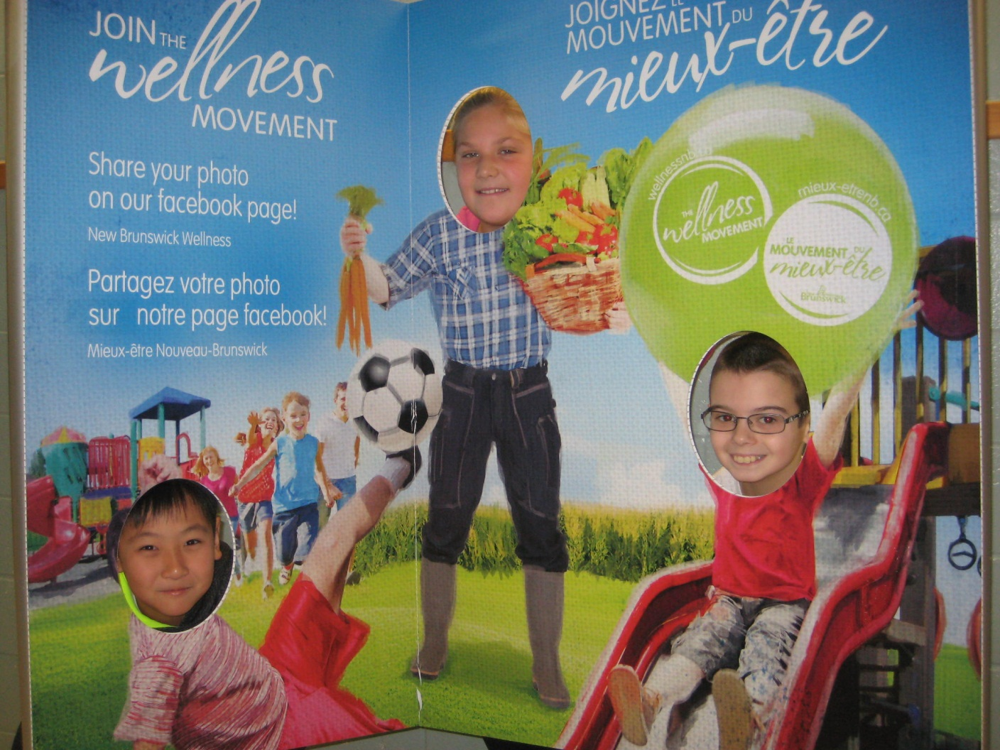 JOIN THE
wellness
MOVEMENT
Share your photo
on our facebook page!
New Brunswick Wellness
Partagez votre photo
sur notre page facebook!
Mieux-être Nouveau-Brunswick
JOIGNEZ LE
MOUVEMENT DU
mieux-être
THE
wellness
MOVEMENT
mieux-etrenb.ca
LE
MOUVEMENT DU
mieux-être
Brunswick